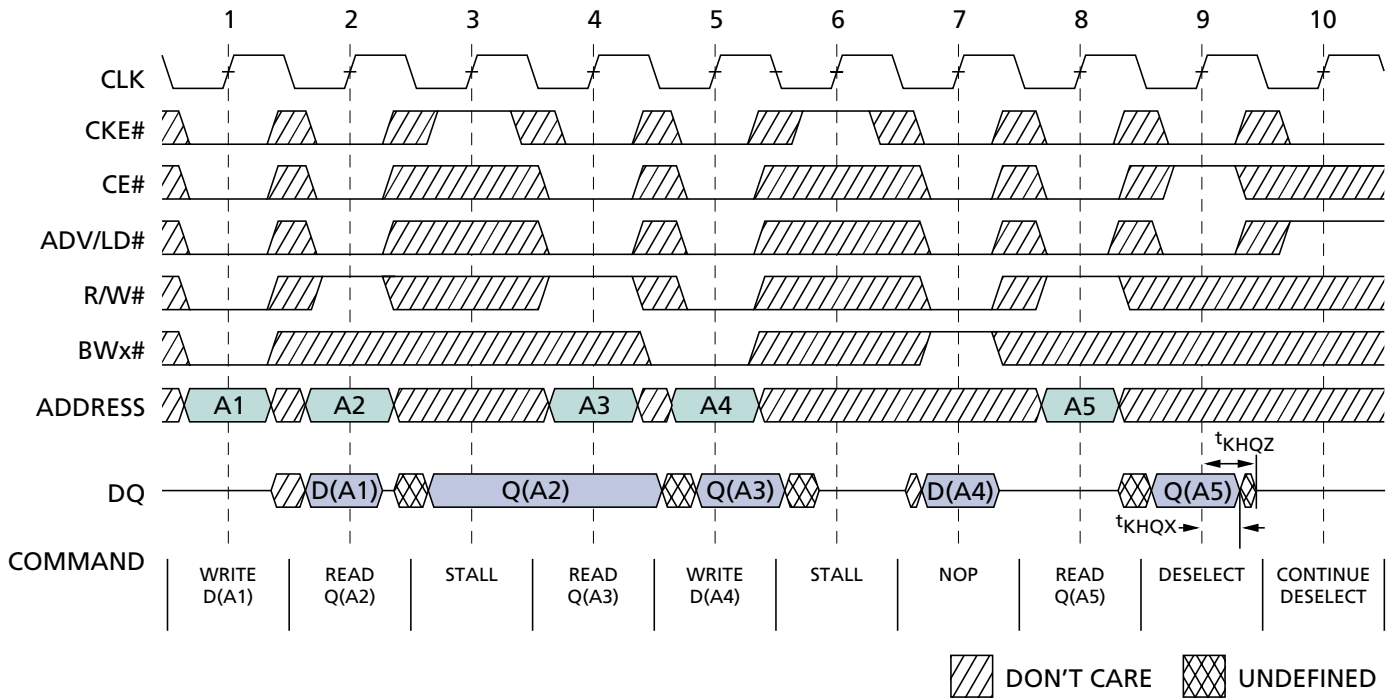 1 2 3 4 5 6 7 8 9 10
CLK
CKE#
CE#
ADV/LD#
R/W#
BWx#
ADDRESS A1 A2 A3 A4 A5
tKHQZ
DQ D(A1) Q(A2) Q(A3) D(A4) Q(A5)
tKHQX
COMMAND
WRITE READ STALL READ WRITE STALL NOP READ DESELECT CONTINUE
D(A1) Q(A2) Q(A3) D(A4) Q(A5) DESELECT
DON'T CARE UNDEFINED